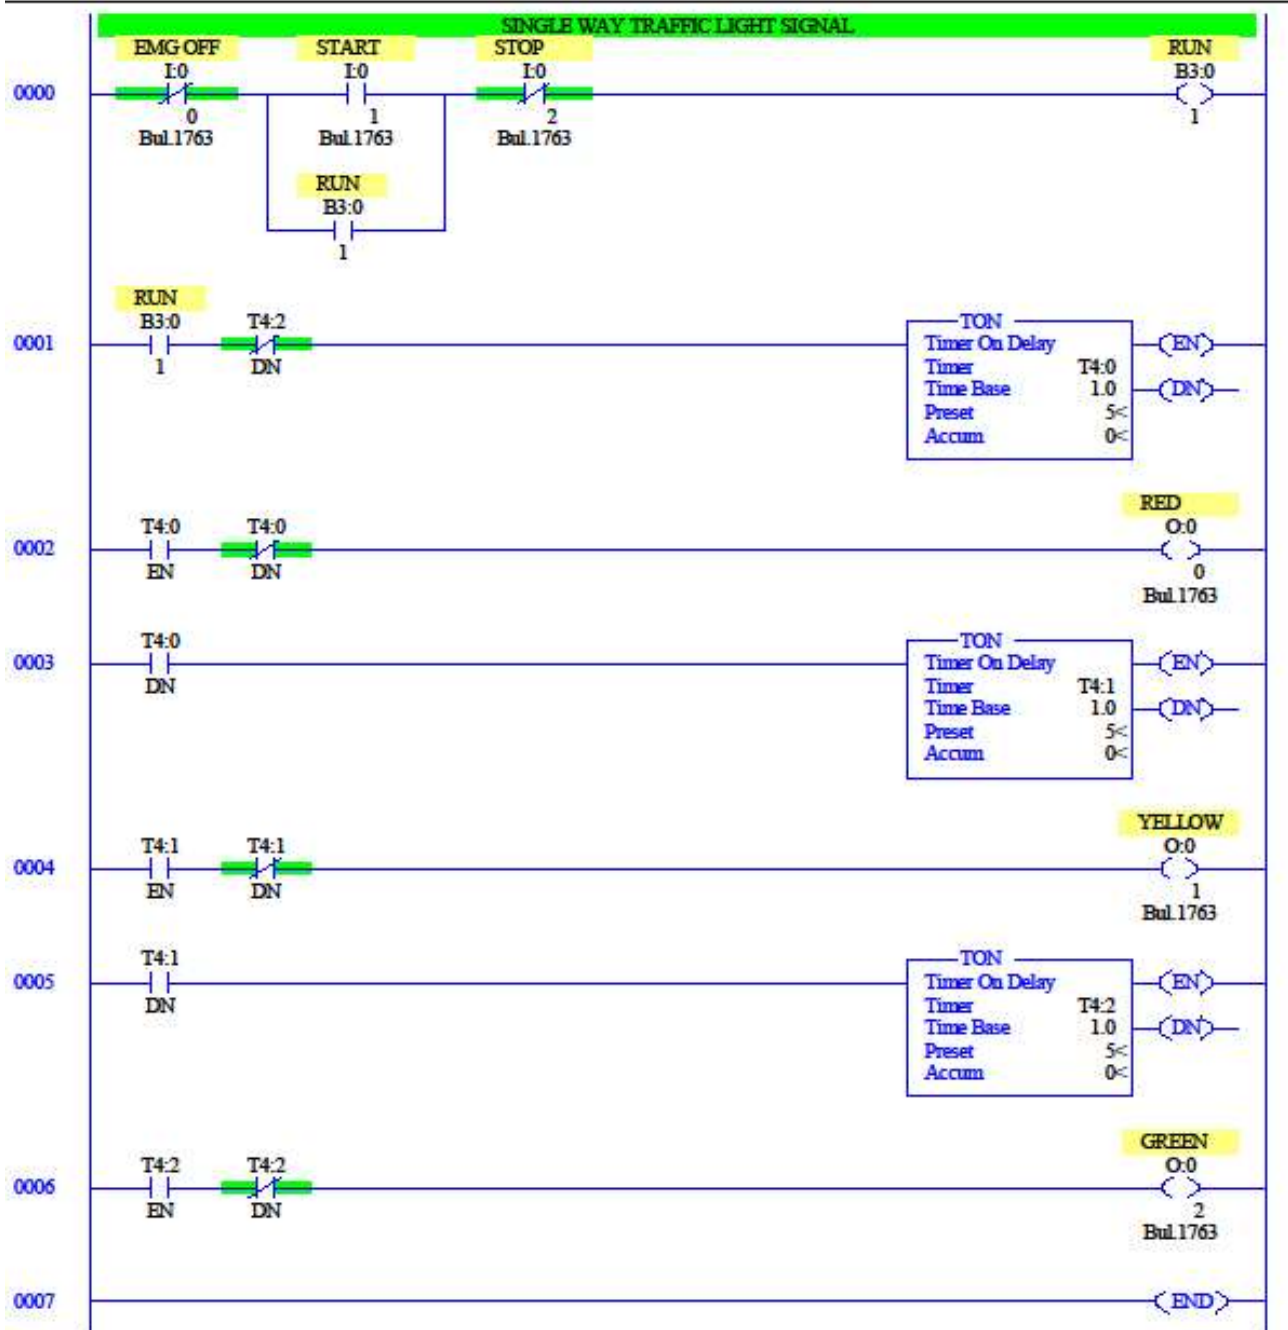 SINGLE WAY TRAFFIC LIGHT SIGNAL
EMG OFF START STOP RUN
I:0 I:0 I:0 B3:0
0000
0 1 2 1
Bul.1763 Bul.1763 Bul.1763
RUN
B3:0
1
RUN
B3:0 T4:2 TON
0001 Timer On Delay EN
1 DN Timer T4:0
Time Base 1.0 DN
Preset 5<
Accum 0<
RED
T4:0 T4:0 O:0
0002
EN DN 0
Bul.1763
T4:0 TON
0003 Timer On Delay EN
DN Timer T4:1
Time Base 1.0 DN
Preset 5<
Accum 0<
YELLOW
T4:1 T4:1 O:0
0004
EN DN 1
Bul.1763
T4:1 TON
0005 Timer On Delay EN
DN Timer T4:2
Time Base 1.0 DN
Preset 5<
Accum 0<
GREEN
T4:2 T4:2 O:0
0006
EN DN 2
Bul.1763
0007 END